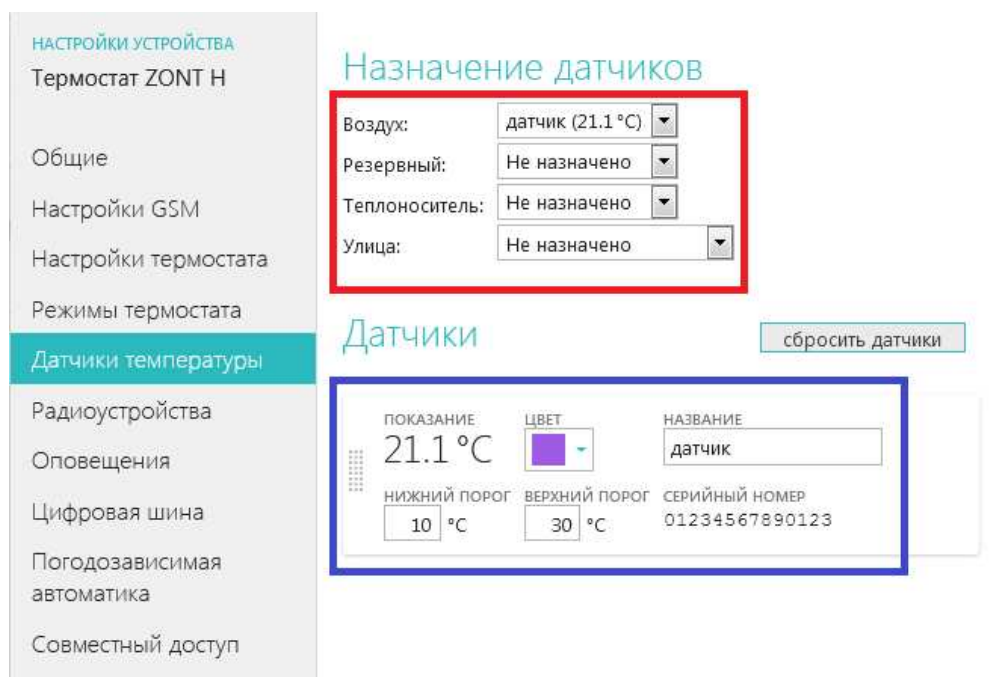 НАСТРОЙКИ УСТРОЙСТВА
Термостат ZONT H
Общие
Настройки GSM
Настройки термостата
Режимы термостата
Датчики температуры
Радиоустройства
Оповещения
Цифровая шина
Погодозависимая
автоматика
Совместный доступ
Назначение датчиков
Воздух: датчик (21.1 °C)
Резервный: Не назначено
Теплоноситель: Не назначено
Улица: Не назначено
Датчики
сбросить датчики
ПОКАЗАНИЕ ЦВЕТ НАЗВАНИЕ
21.1 °C датчик
НИЖНИЙ ПОРОГ ВЕРХНИЙ ПОРОГ СЕРИЙНЫЙ НОМЕР
10 °C 30 °C 01234567890123